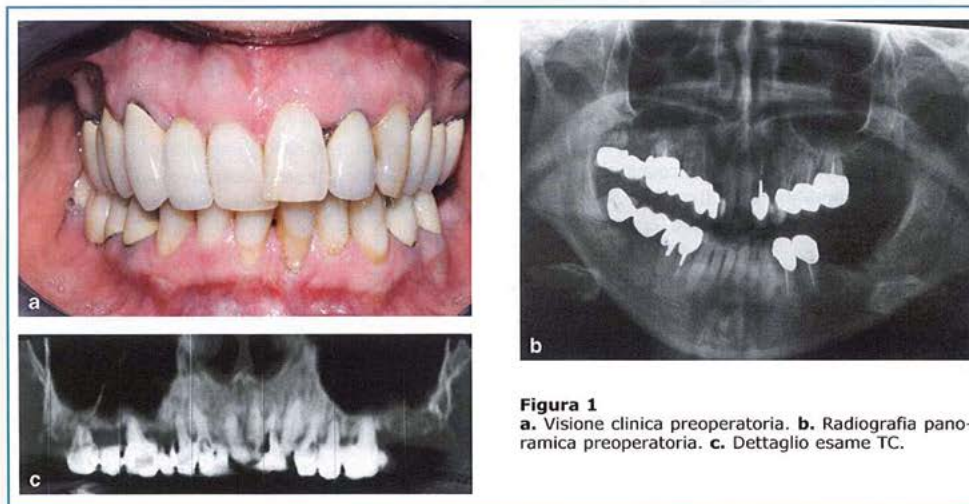 a
b
c
Figura 1
a. Visione clinica preoperatoria. b. Radiografia pano-
ramica preoperatoria. c. Dettaglio esame TC.